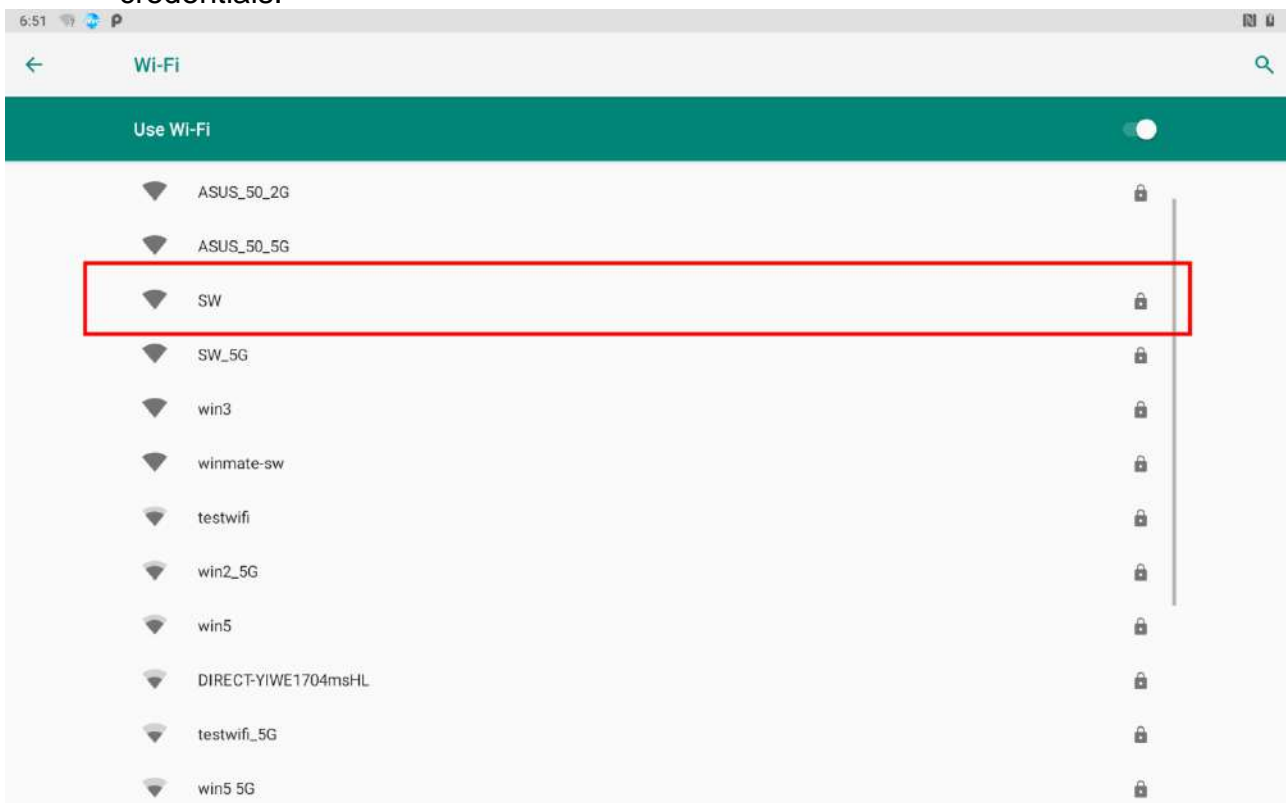 credentials.
6:51
Wi-Fi
Use Wi-Fi
ASUS_50_2G
ASUS_50_5G
SW
SW_5G
win3
winmate-sw
testwifi
win2_5G
win5
DIRECT-YIWE1704msHL
testwifi_5G
win5 5G